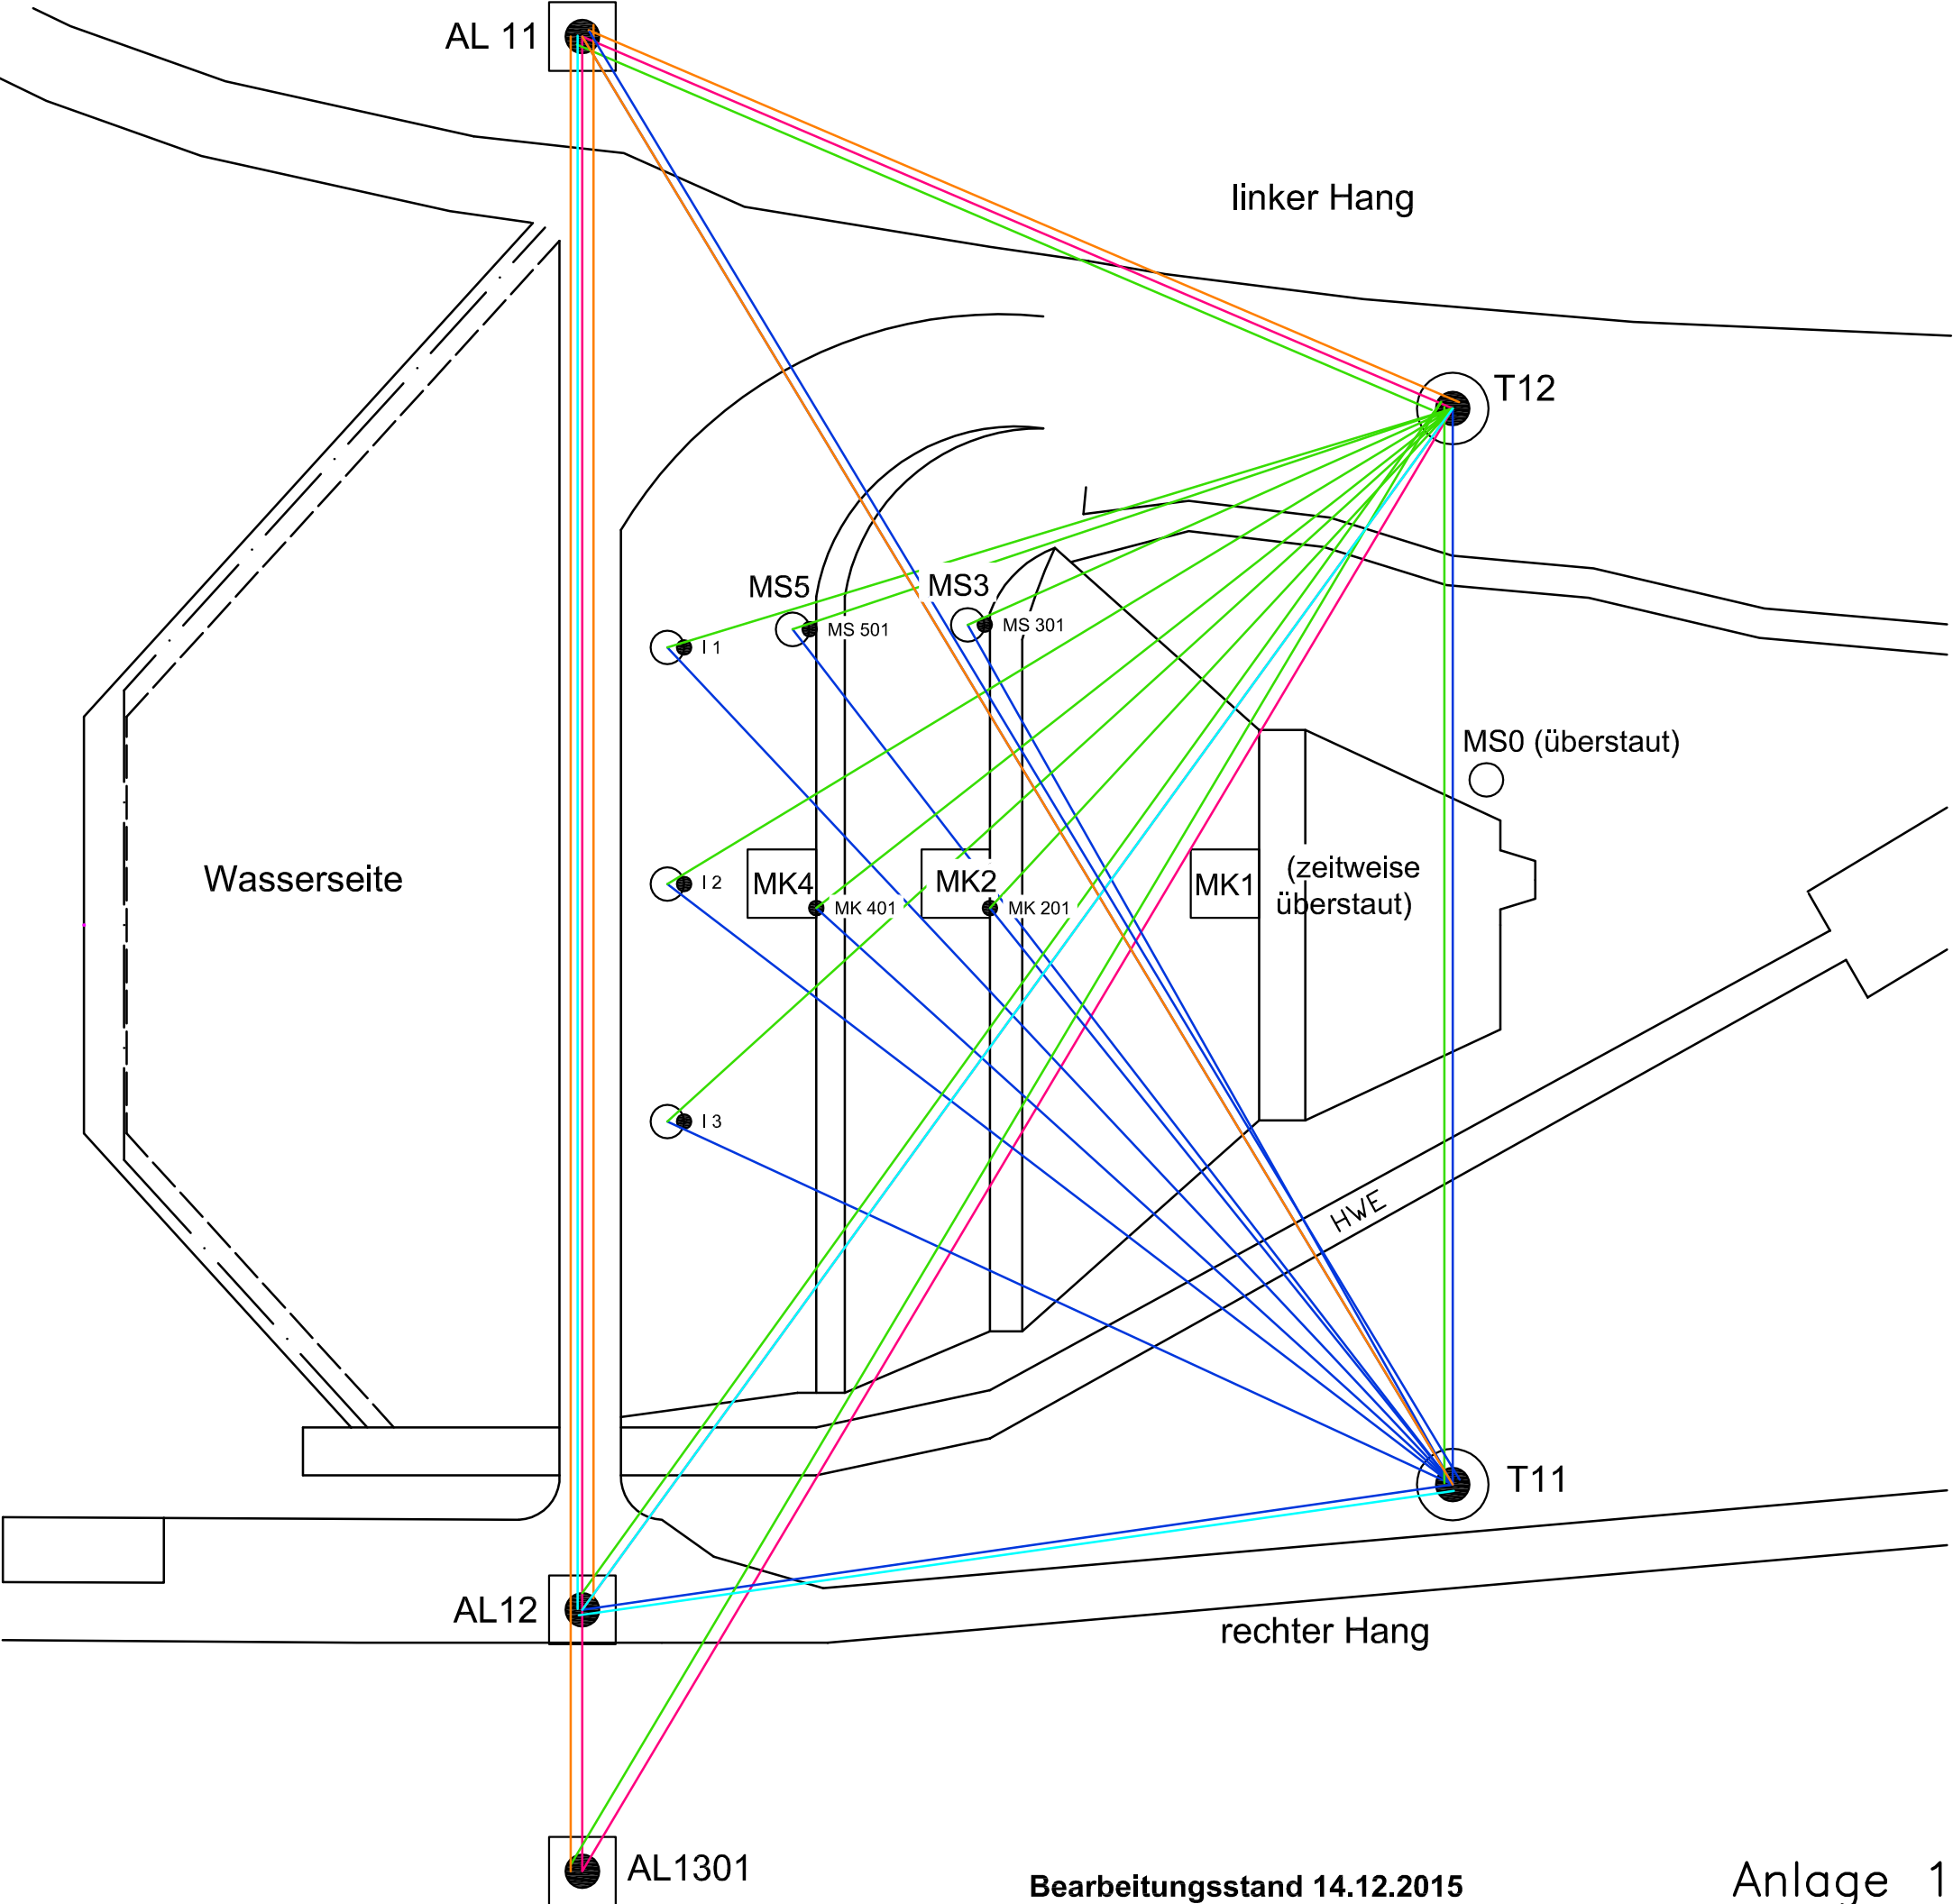 AL 11
linker Hang
T12
MS5
MS3
MS 501
MS 301
I 1
MS0 (überstaut)
Wasserseite
I 2
MK4
MK2
MK1
(zeitweise
überstaut)
MK 401
MK 201
I 3
HWE
T11
AL12
rechter Hang
AL1301
Bearbeitungsstand 14.12.2015
Anlage 1